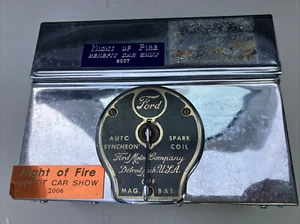 Night of Fire
BENEFIT CAR SHOW
2007
Ford
AUTO SPARK
SYNCHRON COIL
Ford Motor Company
Detroit, Mich. U.S.A.
OFF
MAG. BAT.
Night of Fire
BENEFIT CAR SHOW
2006